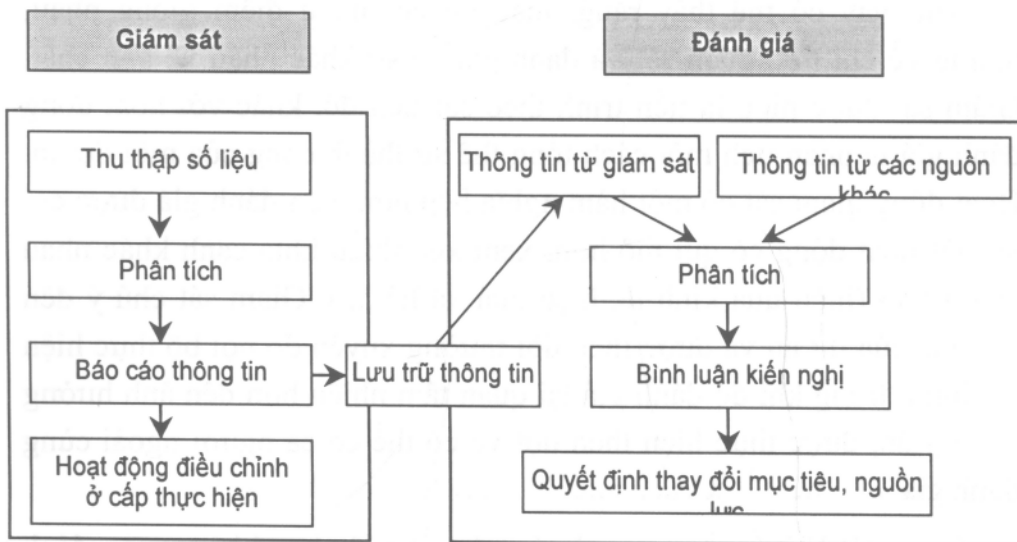 Giám sát
Đánh giá
Thu thập số liệu
Phân tích
Báo cáo thông tin
Hoạt động điều chỉnh
ở cấp thực hiện
Lưu trữ thông tin
Thông tin từ giám sát
Thông tin từ các nguồn
khác
Phân tích
Bình luận kiến nghị
Quyết định thay đổi mục tiêu, nguồn
lực